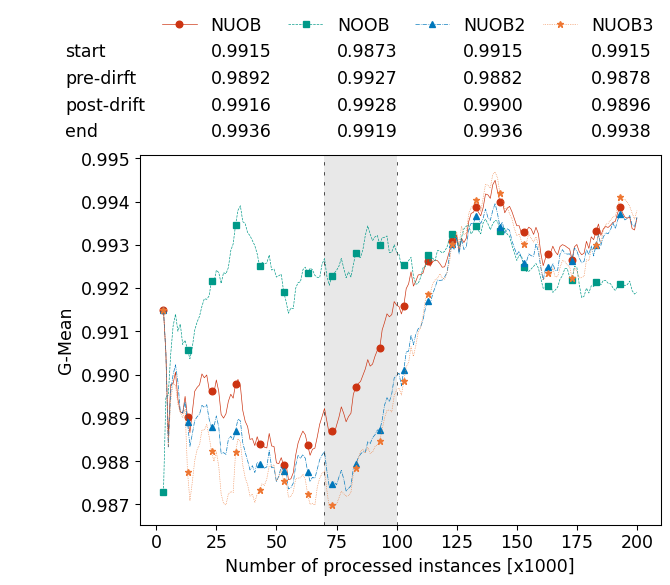 NUOB NOOB NUOB2 NUOB3
start 0.9915 0.9873 0.9915 0.9915
pre-dirft 0.9892 0.9927 0.9882 0.9878
post-drift 0.9916 0.9928 0.9900 0.9896
end 0.9936 0.9919 0.9936 0.9938
0.995
0.994
0.993
0.992
0.991
0.990
0.989
0.988
0.987
G-Mean
0 25 50 75 100 125 150 175 200
Number of processed instances [x1000]